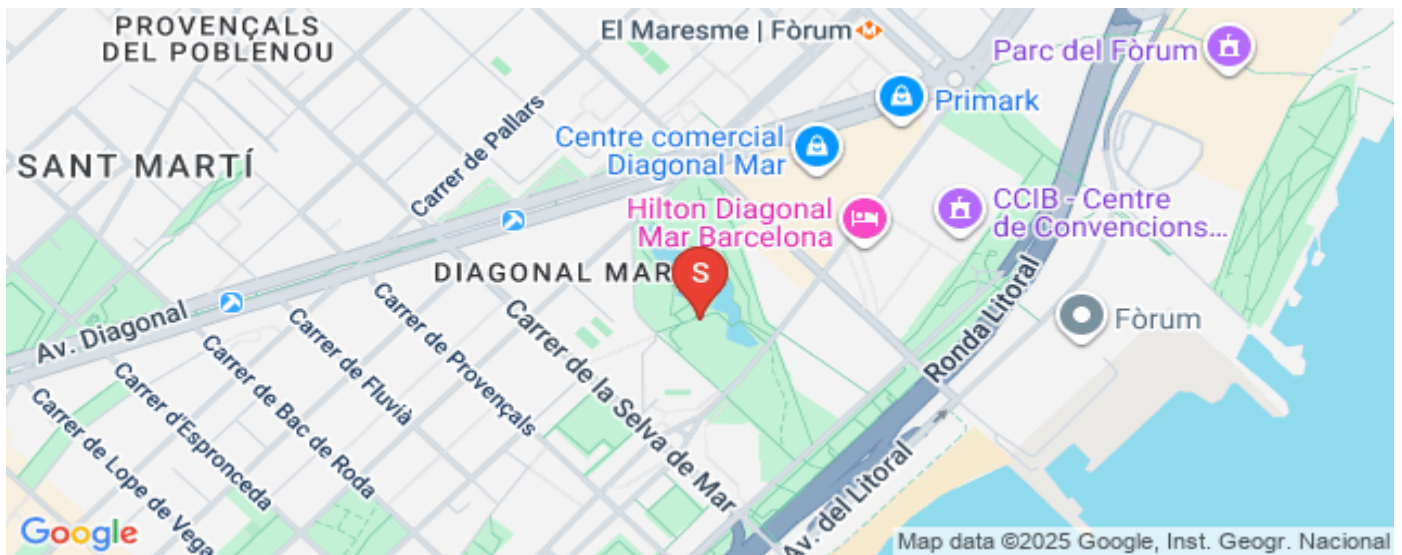 PROVENÇALS
DEL POBLENOU
El Maresme | Fòrum
Parc del Fòrum
Primark
Carrer de Pallars
Centre comercial
Diagonal Mar
SANT MARTÍ
Hilton Diagonal
Mar Barcelona
CCIB - Centre
de Convencions...
DIAGONAL MAR
S
Ronda Litoral
Fòrum
Av. Diagonal
Carrer de Provençals
Carrer de la Selva de Mar
Carrer de Fluvià
Carrer de Bac de Roda
Carrer d'Espronceda
Carrer de Lope de Vega
Av. del Litoral
Google
Map data ©2025 Google, Inst. Geogr. Nacional